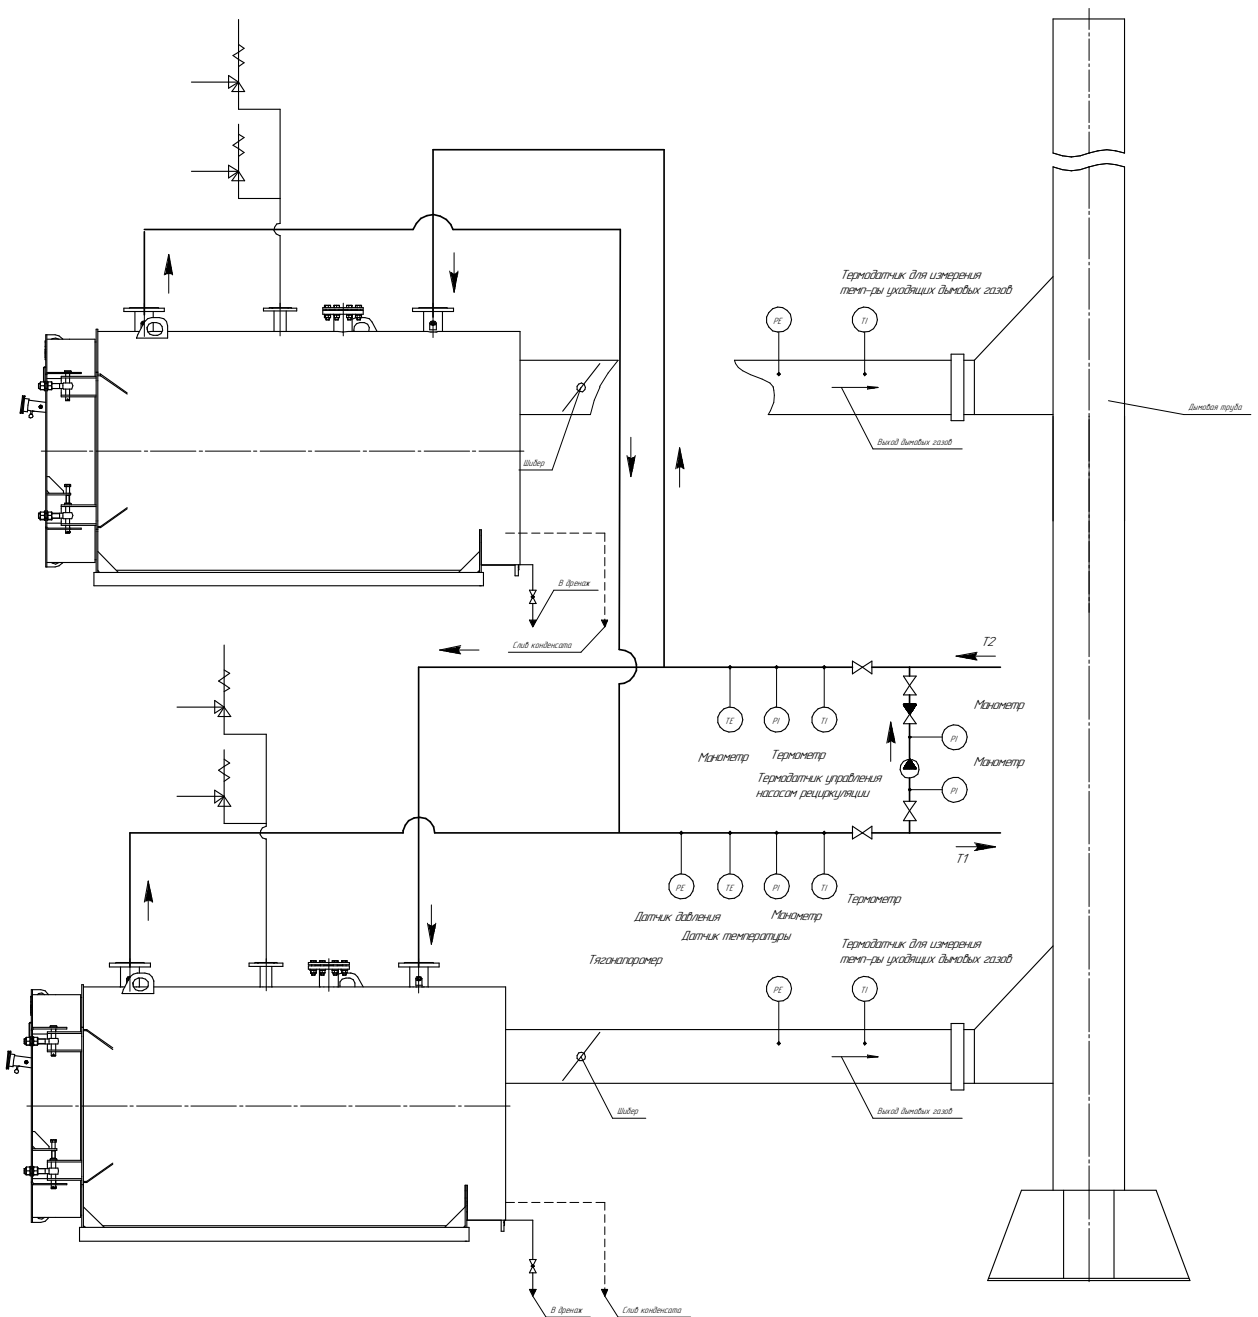 Термодатчик для измерения
темп-ры уходящих дымовых газов
PE
TI
Дымовая труба
Выход дымовых газов
Шибер
В дренаж
Слив конденсата
T2
TE
PI
TI
Манометр
Манометр
Термометр
PI
Манометр
Термодатчик управления
насосом рециркуляции
PI
T1
PE
TE
PI
TI
Термометр
Датчик давления
Манометр
Датчик температуры
Тягонапоромер
Термодатчик для измерения
темп-ры уходящих дымовых газов
PE
TI
Шибер
Выход дымовых газов
В дренаж
Слив конденсата